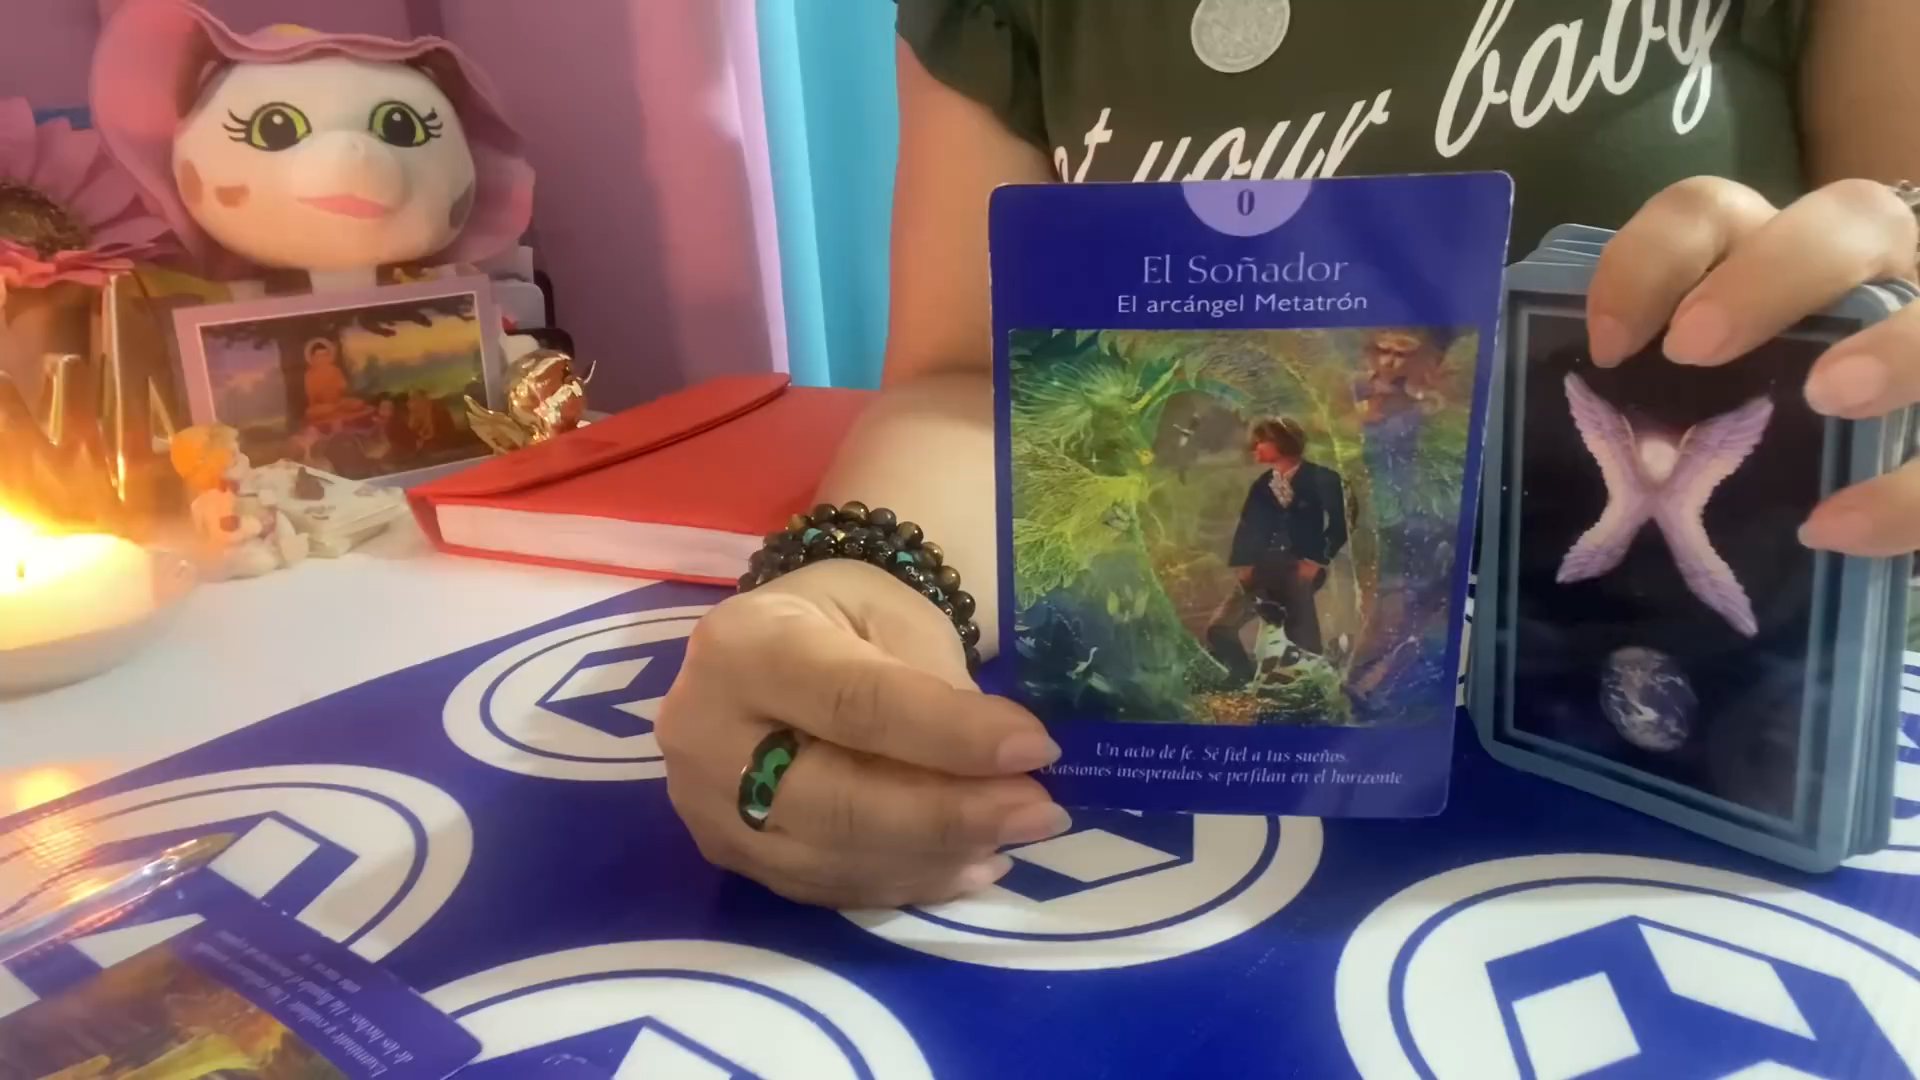 your baby
0
El Soñador
El arcángel Metatrón
Un acto de fe. Sé fiel a tus sueños.
Ocasiones inesperadas se perfilan en el horizonte.